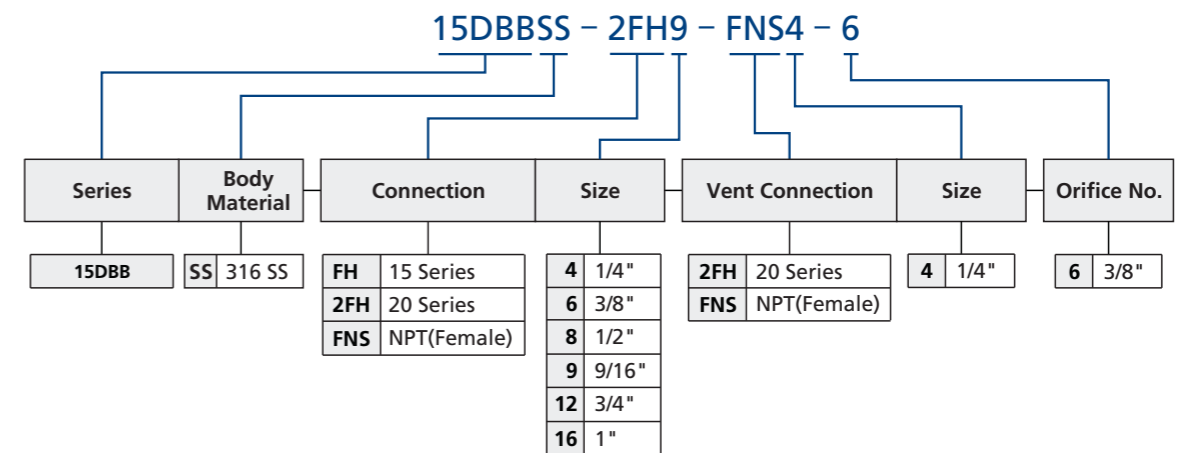 15DBBSS – 2FH9 – FNS4 – 6
Series
Body
Material
Connection
Size
Vent Connection
Size
Orifice No.
15DBB
SS 316 SS
FH 15 Series
2FH 20 Series
FNS NPT(Female)
4 1/4"
6 3/8"
8 1/2"
9 9/16"
12 3/4"
16 1"
2FH 20 Series
FNS NPT(Female)
4 1/4"
6 3/8"